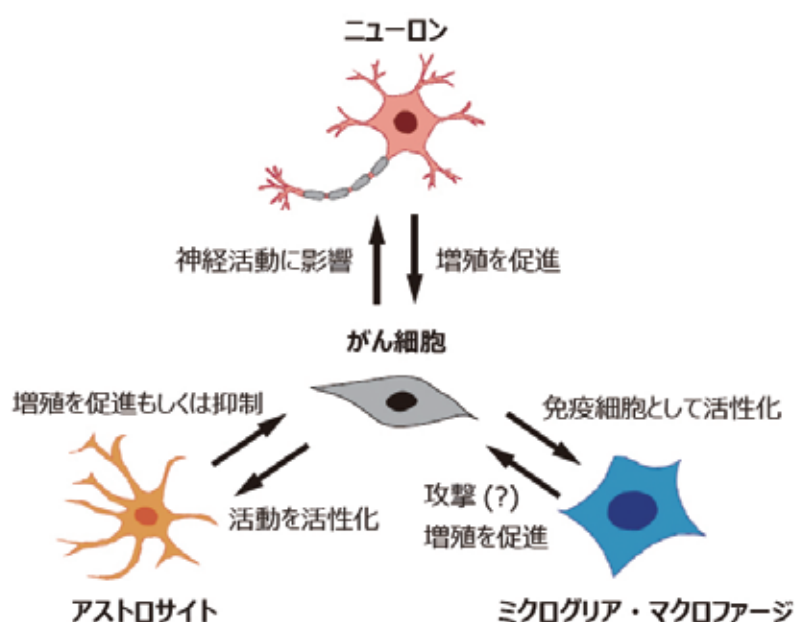 ニューロン
神経活動に影響
増殖を促進
がん細胞
増殖を促進もしくは抑制
免疫細胞として活性化
活動を活性化
攻撃 (?)
増殖を促進
アストロサイト
ミクログリア・マクロファージ